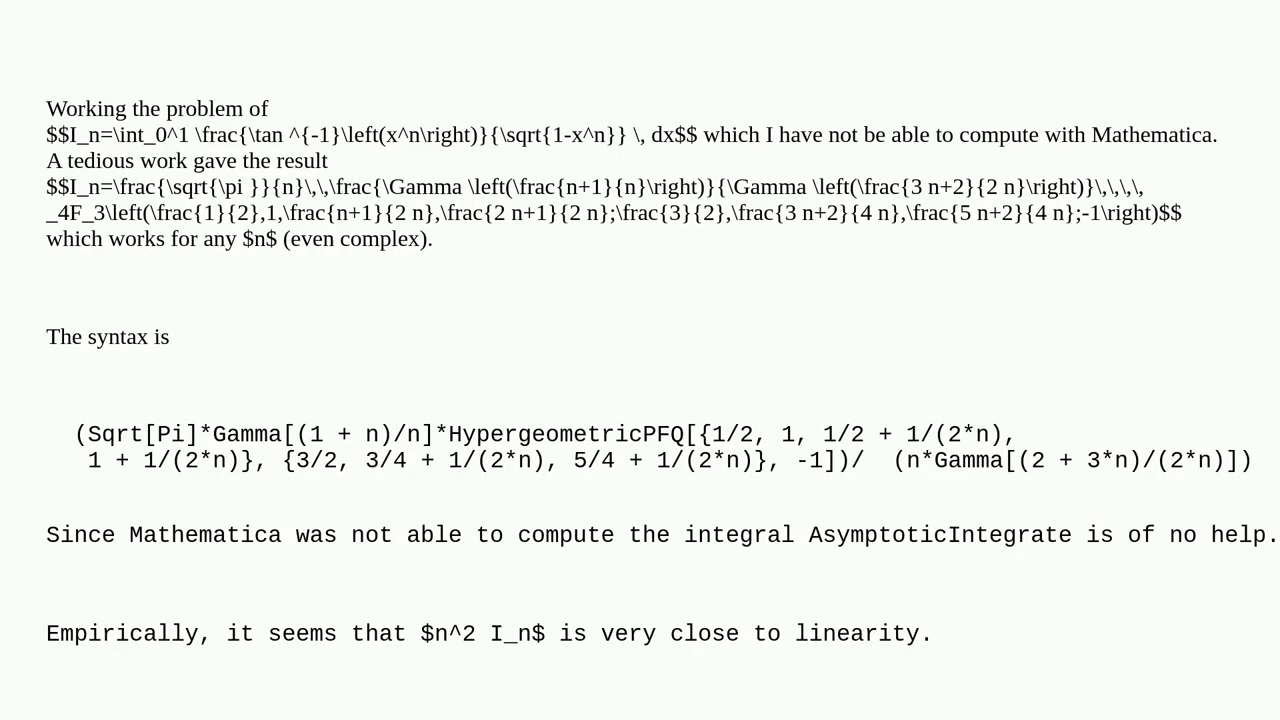 Working the problem of
$$I_n=\int_0^1 \frac{\tan ^{-1}\left(x^n\right)}{\sqrt{1-x^n}} \, dx$$ which I have not be able to compute with Mathematica.
A tedious work gave the result
$$I_n=\frac{\sqrt{\pi }}{n}\,\,\frac{\Gamma \left(\frac{n+1}{n}\right)}{\Gamma \left(\frac{3 n+2}{2 n}\right)}\,\,\,\,
_4F_3\left(\frac{1}{2},1,\frac{n+1}{2 n},\frac{2 n+1}{2 n};\frac{3}{2},\frac{3 n+2}{4 n},\frac{5 n+2}{4 n};-1\right)$$
which works for any $n$ (even complex).
The syntax is
(Sqrt[Pi]*Gamma[(1 + n)/n]*HypergeometricPFQ[{1/2, 1, 1/2 + 1/(2*n),
1 + 1/(2*n)}, {3/2, 3/4 + 1/(2*n), 5/4 + 1/(2*n)}, -1])/  (n*Gamma[(2 + 3*n)/(2*n)])
Since Mathematica was not able to compute the integral AsymptoticIntegrate is of no help.
Empirically, it seems that $n^2 I_n$ is very close to linearity.